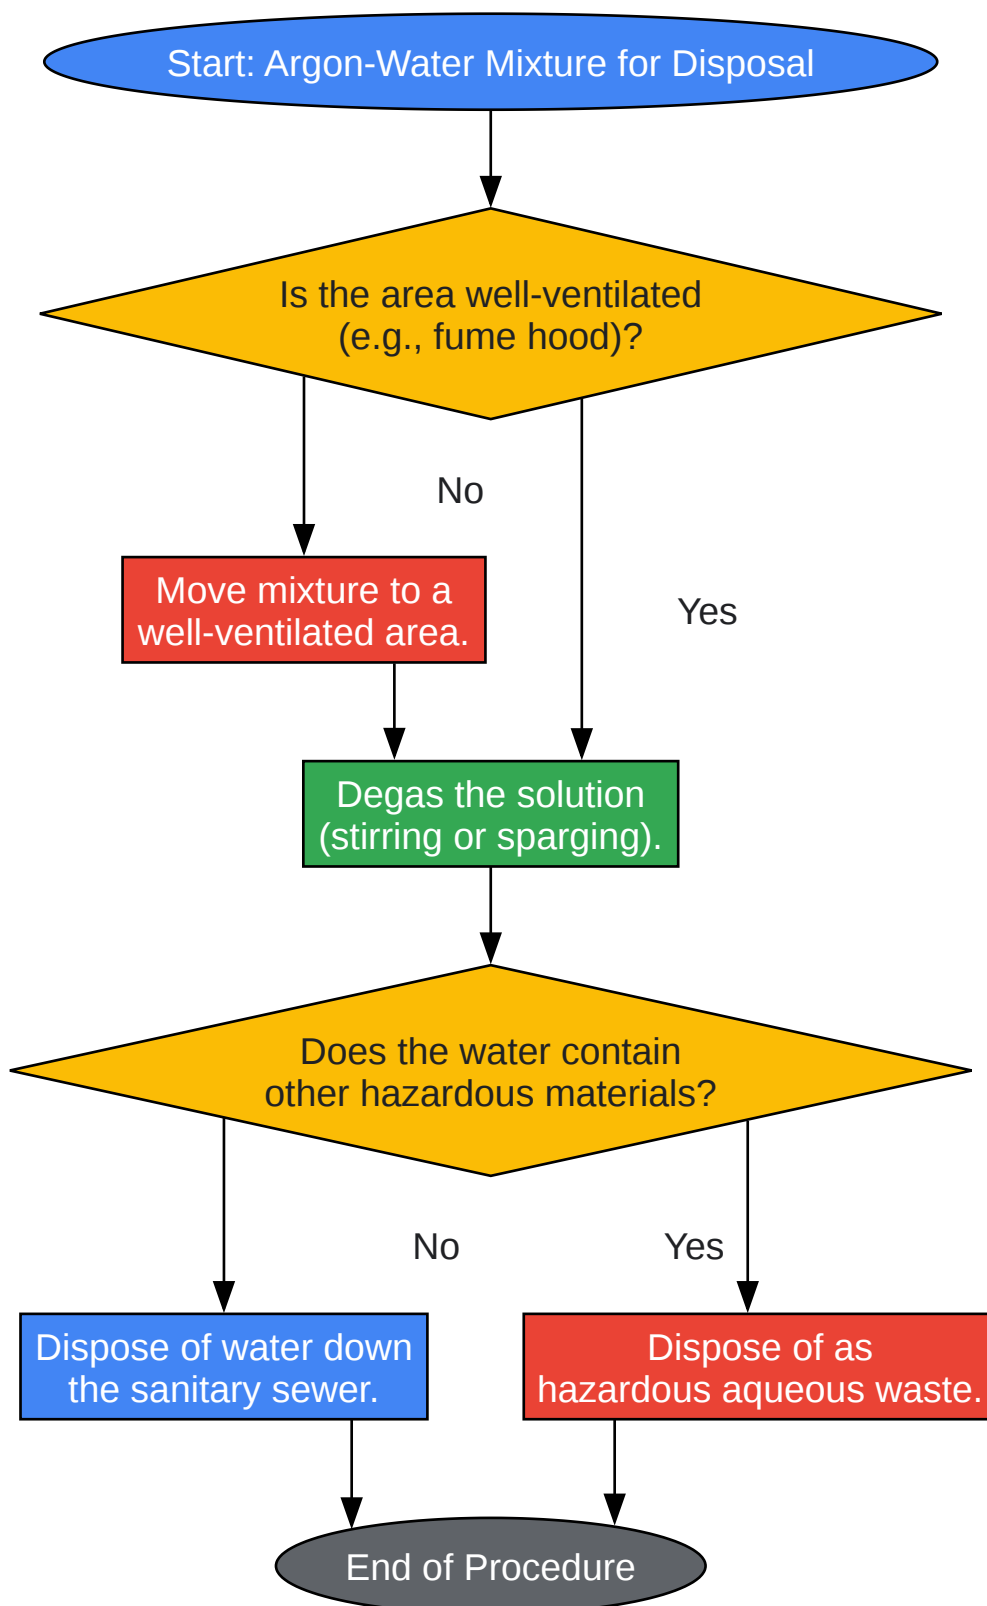 Start: Argon-Water Mixture for Disposal
Is the area well-ventilated
(e.g., fume hood)?
No
Move mixture to a
well-ventilated area.
Yes
Degas the solution
(stirring or sparging).
Does the water contain
other hazardous materials?
No
Yes
Dispose of water down
the sanitary sewer.
Dispose of as
hazardous aqueous waste.
End of Procedure